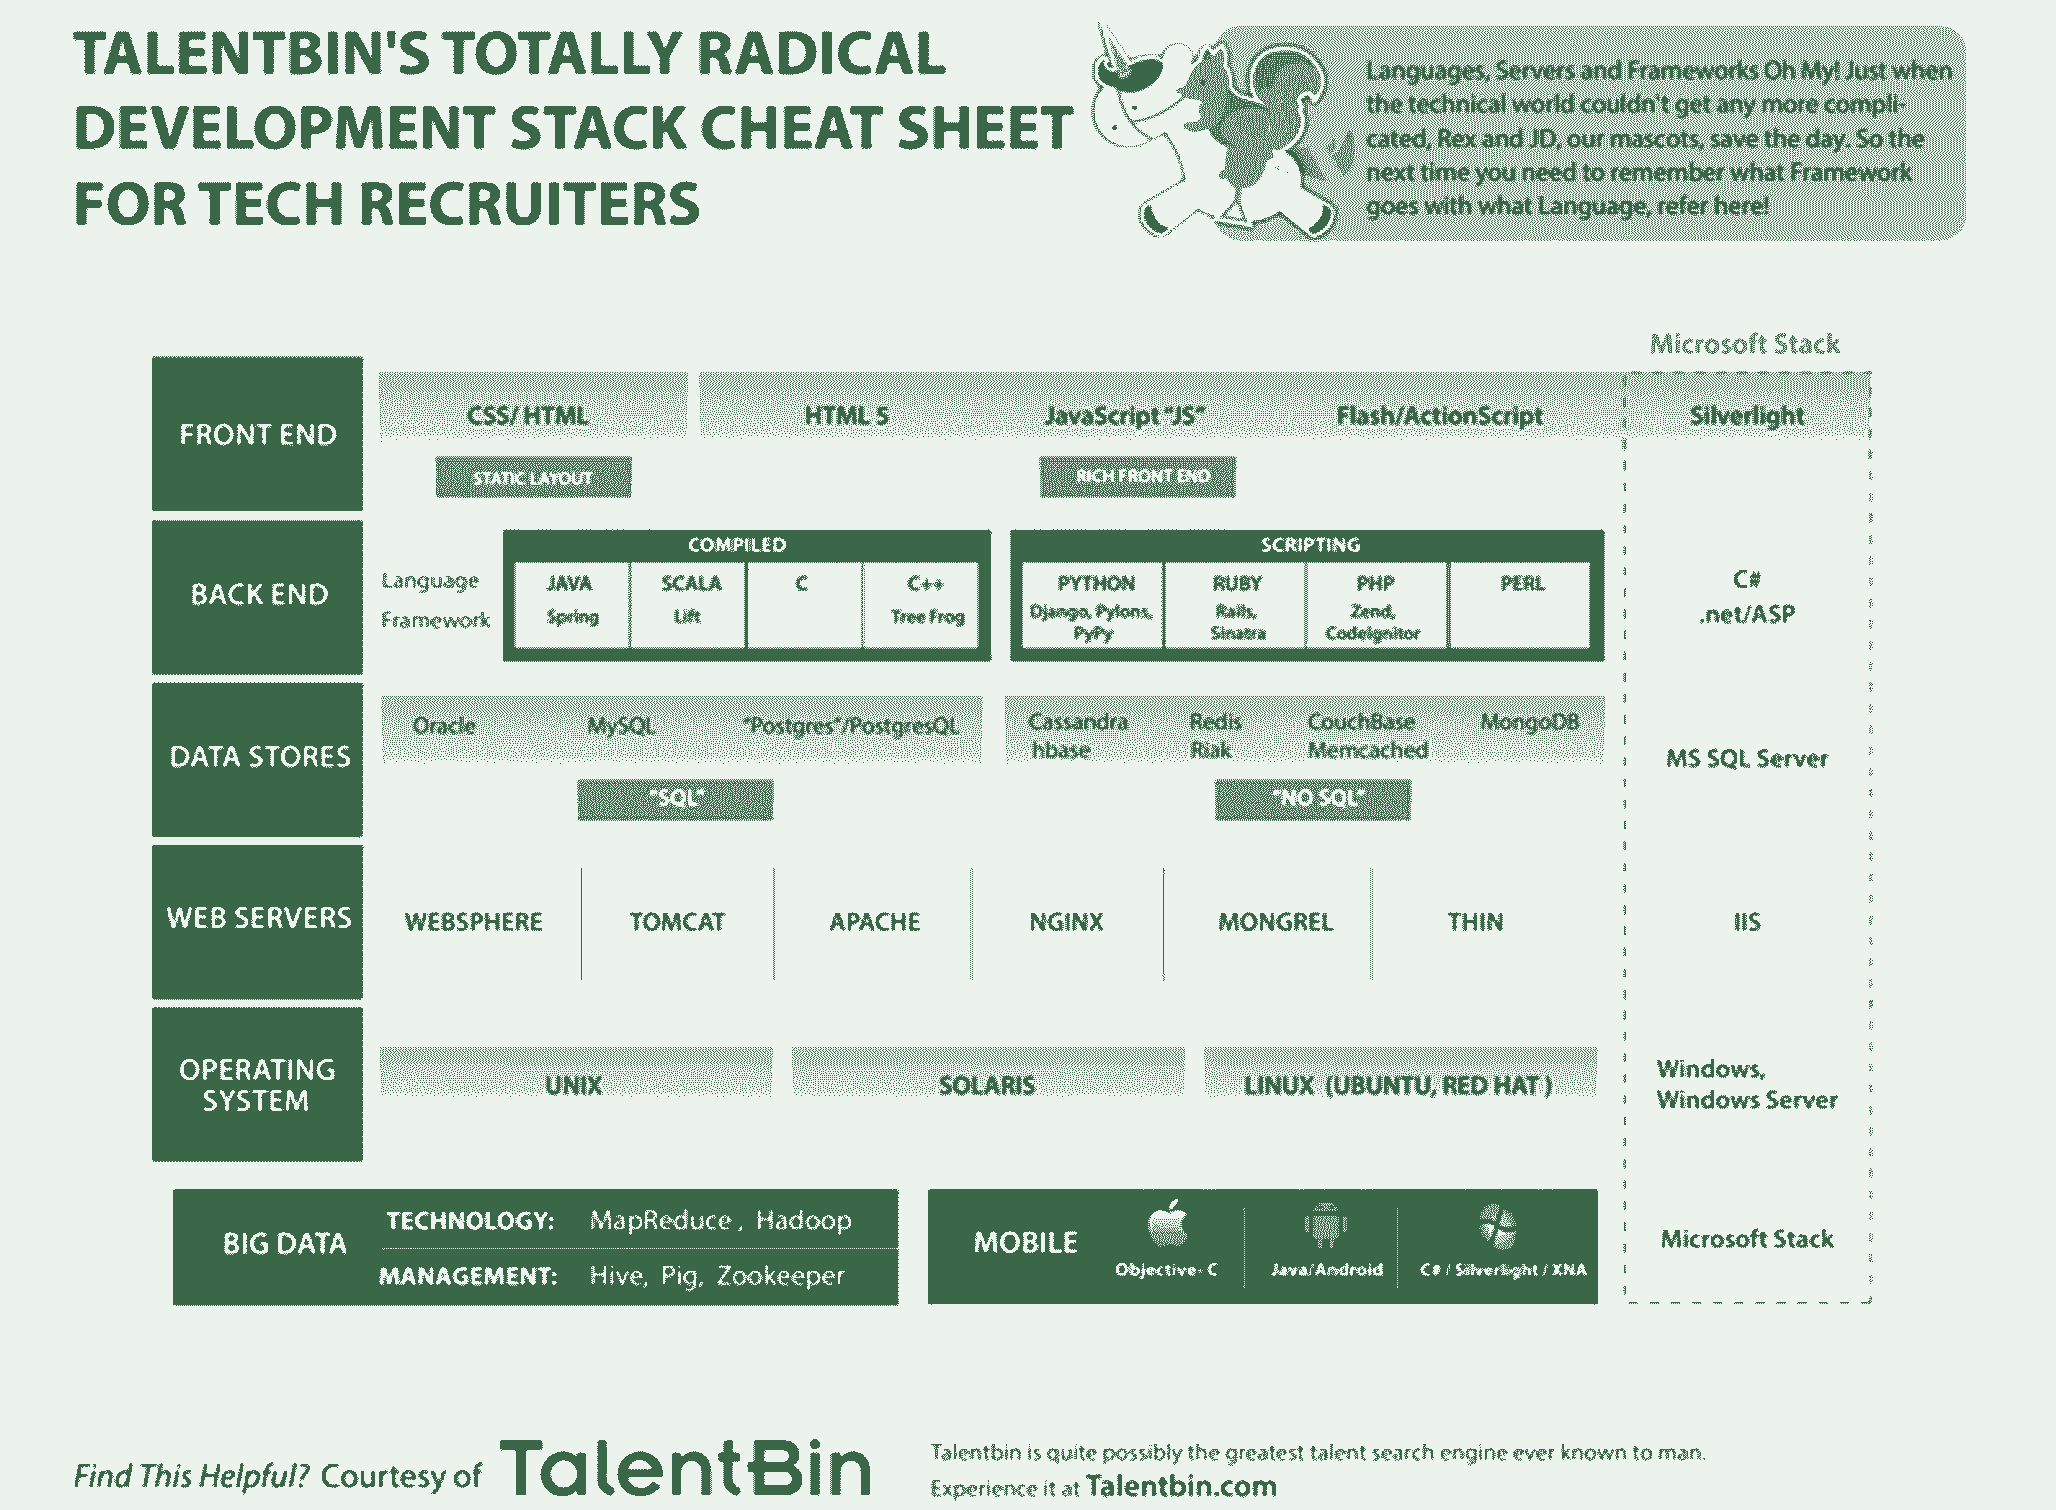 TALENTBIN'S TOTALLY RADICAL
DEVELOPMENT STACK CHEAT SHEET
FOR TECH RECRUITERS
Languages, Servers and Frameworks Oh My! Just when
the technical world couldn't get any more compli-
cated, Rex and JD, our mascots, save the day. So the
next time you need to remember what Framework
goes with what Language, refer here!
Microsoft Stack
FRONT END
CSS/ HTML
HTML 5
JavaScript "JS"
Flash/ActionScript
Silverlight
STATIC LAYOUT
RICH FRONT END
BACK END
Language
Framework
COMPILED
JAVA
Spring
SCALA
Lift
C
C++
Tree Frog
SCRIPTING
PYTHON
Django, Pylons,
PyPy
RUBY
Rails,
Sinatra
PHP
Zend,
CodeIgnitor
PERL
C#
.net/ASP
DATA STORES
Oracle
MySQL
"Postgres"/PostgresQL
"SQL"
Cassandra
hbase
Redis
Riak
CouchBase
Memcached
MongoDB
"NO SQL"
MS SQL Server
WEB SERVERS
WEBSPHERE
TOMCAT
APACHE
NGINX
MONGREL
THIN
IIS
OPERATING
SYSTEM
UNIX
SOLARIS
LINUX (UBUNTU, RED HAT )
Windows,
Windows Server
BIG DATA
TECHNOLOGY: MapReduce , Hadoop
MANAGEMENT: Hive, Pig, Zookeeper
MOBILE
Objective- C
Java/Android
C# / Silverlight / XNA
Microsoft Stack
Find This Helpful? Courtesy of TalentBin
Talentbin is quite possibly the greatest talent search engine ever known to man.
Experience it at Talentbin.com